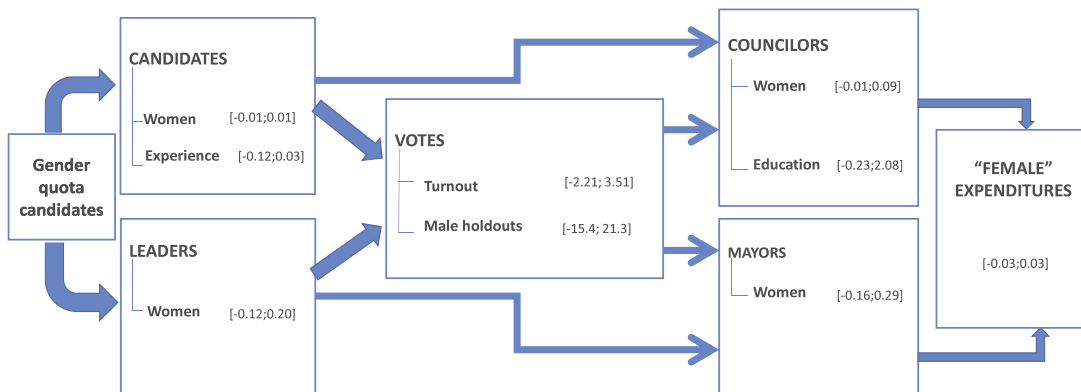 Gender
quota
candidates
CANDIDATES
Women [-0.01;0.01]
Experience [-0.12;0.03]
LEADERS
Women [-0.12;0.20]
VOTES
Turnout [-2.21; 3.51]
Male holdouts [-15.4; 21.3]
COUNCILORS
Women [-0.01;0.09]
Education [-0.23;2.08]
MAYORS
Women [-0.16;0.29]
“FEMALE”
EXPENDITURES
[-0.03;0.03]